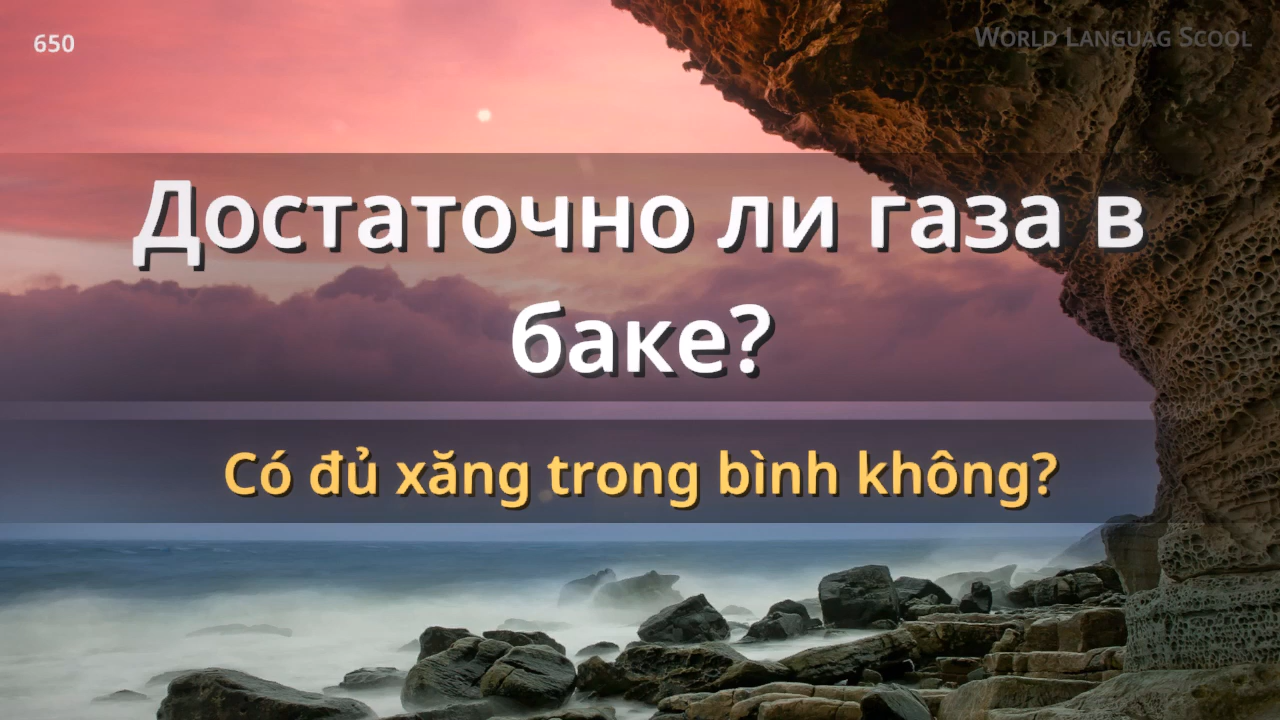 650
World Languag Scool
Достаточно ли газа в
баке?
Có đủ xăng trong bình không?